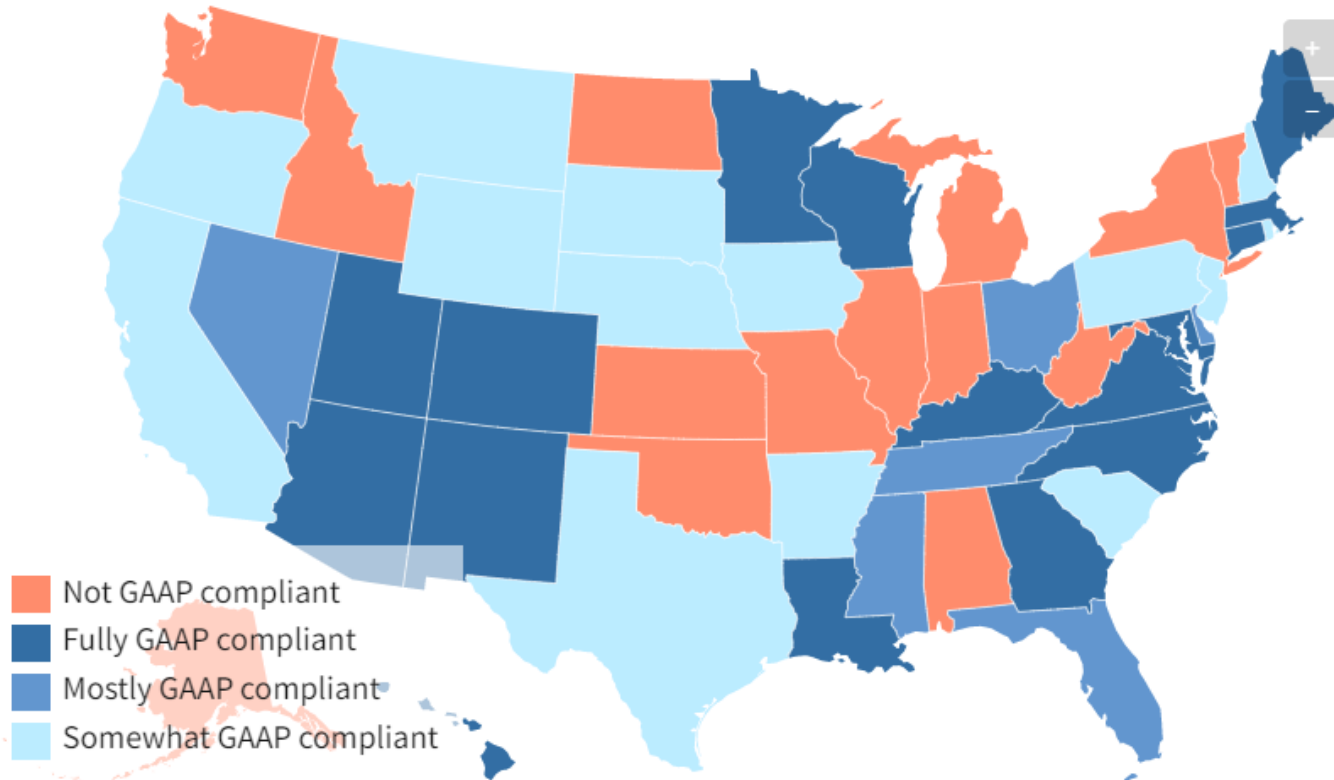 +
−
Not GAAP compliant
Fully GAAP compliant
Mostly GAAP compliant
Somewhat GAAP compliant